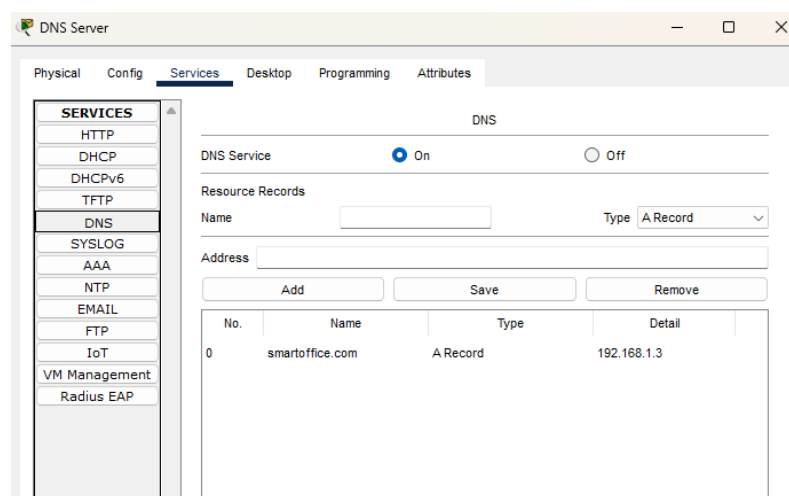 DNS Server
Physical Config Services Desktop Programming Attributes
SERVICES
HTTP
DHCP
DHCPv6
TFTP
DNS
SYSLOG
AAA
NTP
EMAIL
FTP
IoT
VM Management
Radius EAP
DNS
DNS Service On Off
Resource Records
Name Type A Record
Address
Add Save Remove
No. Name Type Detail
0 smartoffice.com A Record 192.168.1.3